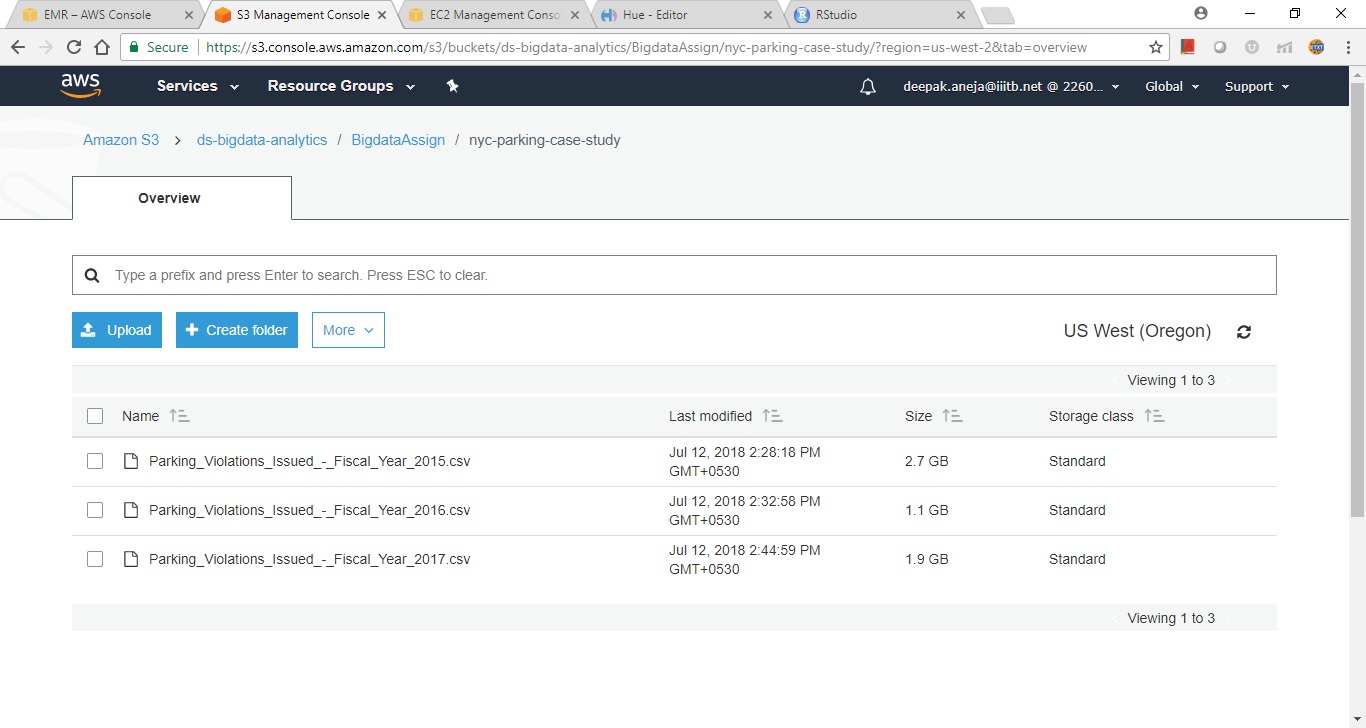 EMR – AWS Console
S3 Management Console
EC2 Management Conso
Hue - Editor
RStudio
Secure https://s3.console.aws.amazon.com/s3/buckets/ds-bigdata-analytics/BigdataAssign/nyc-parking-case-study/?region=us-west-2&tab=overview
aws Services Resource Groups deepak.aneja@iiitb.net @ 2260... Global Support
Amazon S3 > ds-bigdata-analytics / BigdataAssign / nyc-parking-case-study
Overview
Type a prefix and press Enter to search. Press ESC to clear.
Upload + Create folder More US West (Oregon)
Viewing 1 to 3
Name Last modified Size Storage class
Parking_Violations_Issued_-_Fiscal_Year_2015.csv Jul 12, 2018 2:28:18 PM 2.7 GB Standard
GMT+0530
Parking_Violations_Issued_-_Fiscal_Year_2016.csv Jul 12, 2018 2:32:58 PM 1.1 GB Standard
GMT+0530
Parking_Violations_Issued_-_Fiscal_Year_2017.csv Jul 12, 2018 2:44:59 PM 1.9 GB Standard
GMT+0530
Viewing 1 to 3